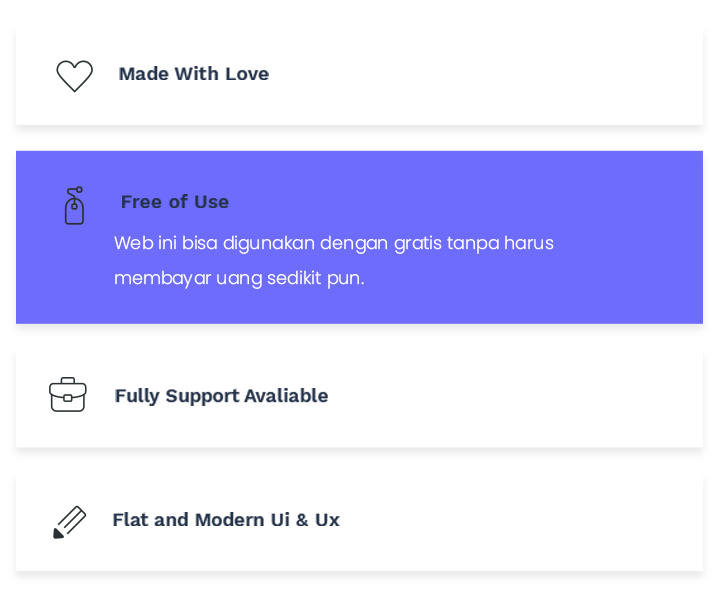 Made With Love
Free of Use
Web ini bisa digunakan dengan gratis tanpa harus
membayar uang sedikit pun.
Fully Support Avaliable
Flat and Modern Ui & Ux